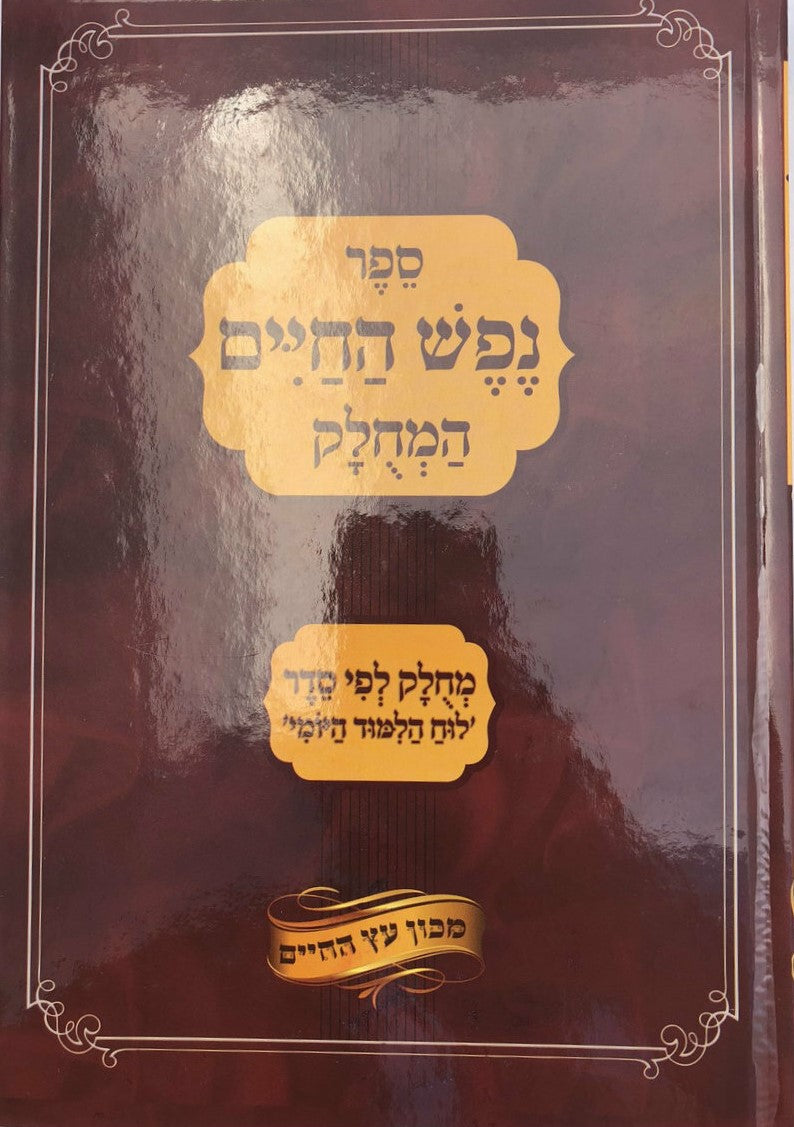 סֵפֶר
נֶפֶשׁ הַחַיִּים
הַמְחֻלָּק
מְחֻלָּק לְפִי סֵדֶר
'לוּחַ הַלִּמּוּד הַיּוֹמִי'
מכון עץ החיים